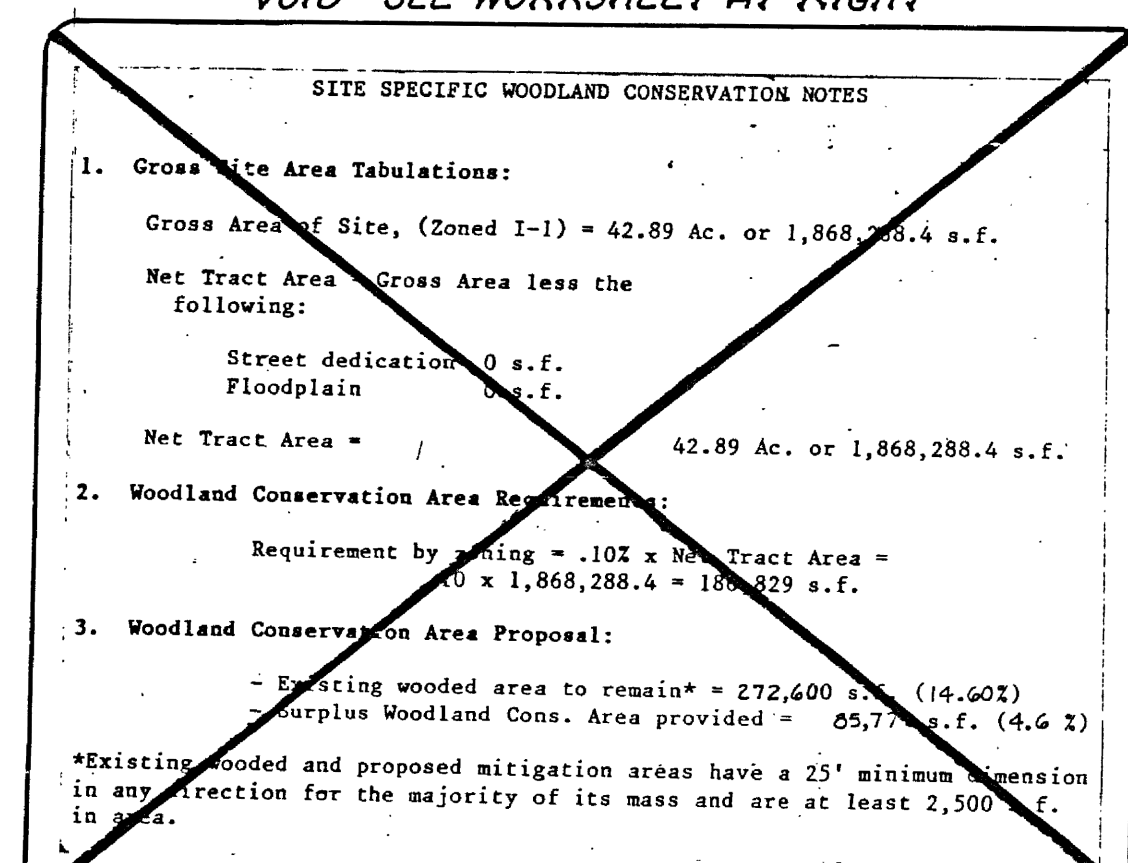 VOID SEE WORKSHEET AT RIGHT
SITE SPECIFIC WOODLAND CONSERVATION NOTES
1. Gross Site Area Tabulations:
Gross Area of Site, (Zoned I-1) = 42.89 Ac. or 1,868,288.4 s.f.
Net Tract Area - Gross Area less the
following:
Street dedication 0 s.f.
Floodplain 0 s.f.
Net Tract Area = 42.89 Ac. or 1,868,288.4 s.f.
2. Woodland Conservation Area Requirements:
Requirement by zoning = .10% x Net Tract Area =
.10 x 1,868,288.4 = 186,829 s.f.
3. Woodland Conservation Area Proposal:
- Existing wooded area to remain* = 272,600 s.f. (14.60%)
- Surplus Woodland Cons. Area provided = s.f. (4.6 %)
*Existing wooded and proposed mitigation areas have a 25' minimum dimension
in any direction for the majority of its mass and are at least 2,500 s.f.
in area.